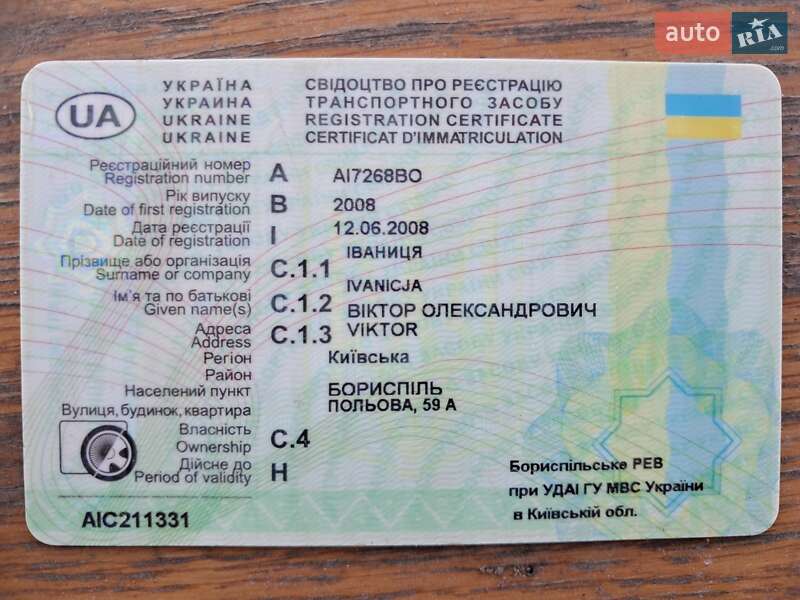 auto RIA.com
УКРАЇНА СВІДОЦТВО ПРО РЕЄСТРАЦІЮ
УКРАИНА ТРАНСПОРТНОГО ЗАСОБУ
UKRAINE REGISTRATION CERTIFICATE
UKRAINE CERTIFICAT D'IMMATRICULATION
UA
Реєстраційний номер
Registration number A АІ7268ВО
Рік випуску
Date of first registration B 2008
Дата реєстрації
Date of registration I 12.06.2008
Прізвище або організація
Surname or company C.1.1 ІВАНИЦЯ
IVANICJA
Ім'я та по батькові
Given name(s) C.1.2 ВІКТОР ОЛЕКСАНДРОВИЧ
VIKTOR
Адреса
Address C.1.3
Регіон Київська
Район
Населений пункт БОРИСПІЛЬ
Вулиця, будинок, квартира ПОЛЬОВА, 59 А
Власність
Ownership C.4
Дійсне до
Period of validity H
Бориспільське РЕВ
при УДАІ ГУ МВС України
в Київській обл.
АІС211331